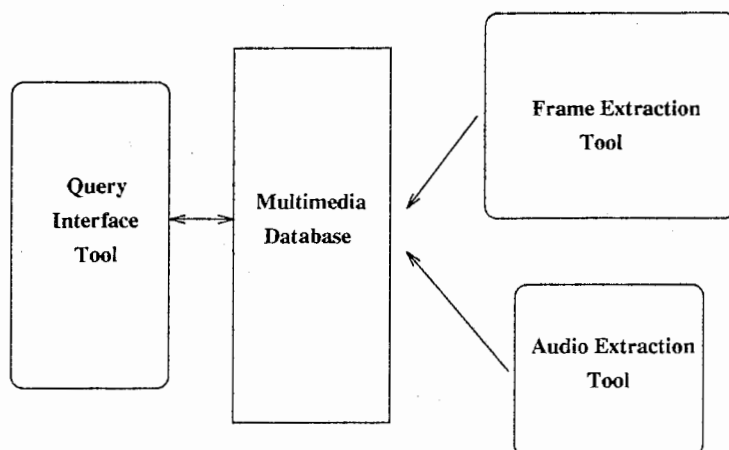 Query
Interface
Tool
Multimedia
Database
Frame Extraction
Tool
Audio Extraction
Tool